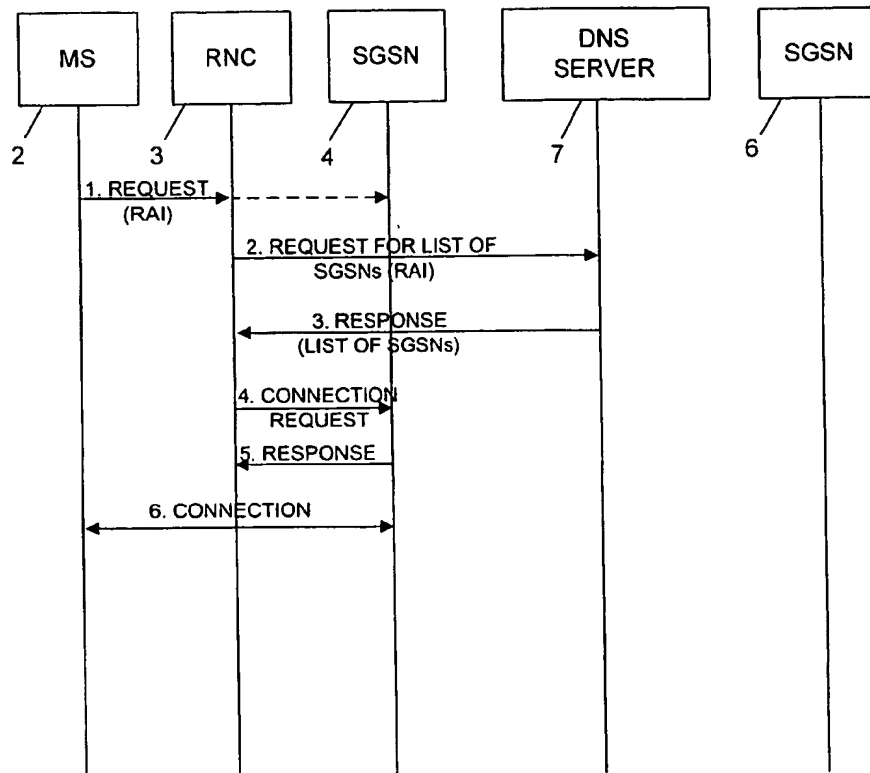 MS
RNC
SGSN
DNS
SERVER
SGSN
2
3
4
7
6
1. REQUEST
(RAI)
2. REQUEST FOR LIST OF
SGSNs (RAI)
3. RESPONSE
(LIST OF SGSNs)
4. CONNECTION
REQUEST
5. RESPONSE
6. CONNECTION